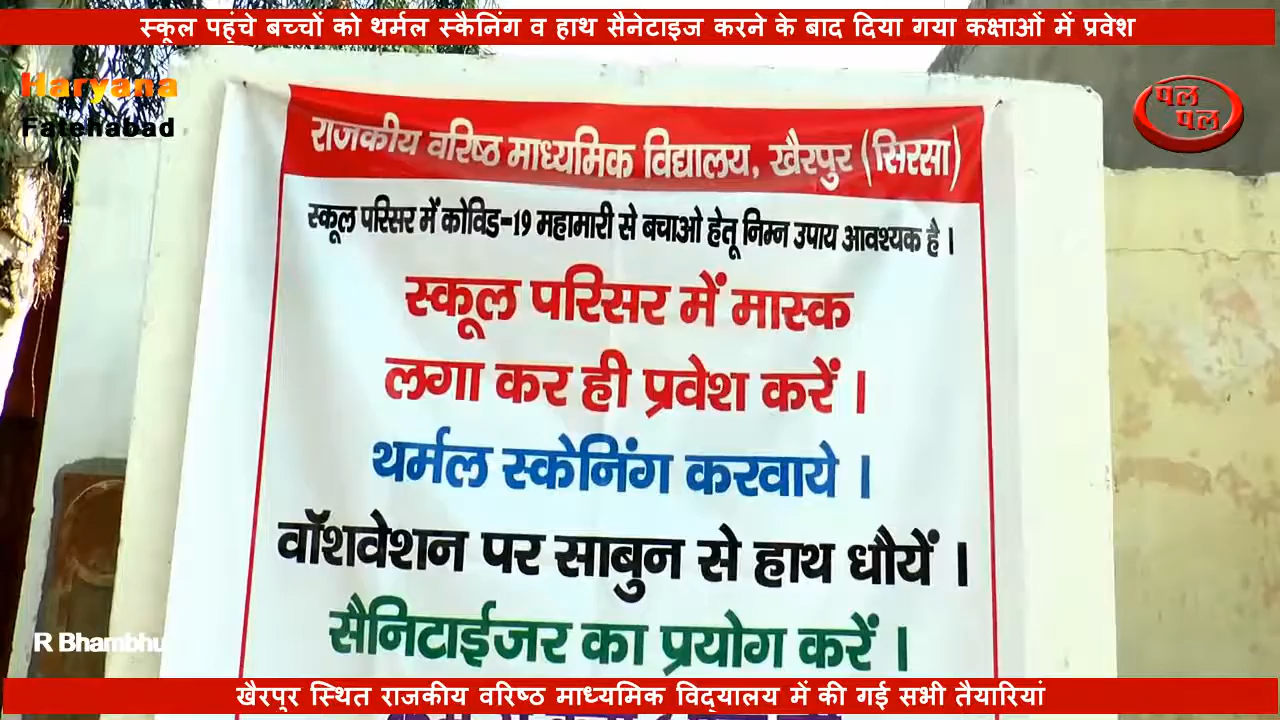 स्कूल पहुंचे बच्चों को थर्मल स्कैनिंग व हाथ सैनेटाइज करने के बाद दिया गया कक्षाओं में प्रवेश
Haryana
Fatehabad
पल
पल
राजकीय वरिष्ठ माध्यमिक विद्यालय, खैरपुर (सिरसा)
स्कूल परिसर में कोविड-19 महामारी से बचाओ हेतू निम्न उपाय आवश्यक है ।
स्कूल परिसर में मास्क
लगा कर ही प्रवेश करें ।
थर्मल स्केनिंग करवाये ।
वॉशवेशन पर साबुन से हाथ धौयें ।
सैनिटाईजर का प्रयोग करें ।
R Bhambhu
खैरपुर स्थित राजकीय वरिष्ठ माध्यमिक विद्यालय में की गई सभी तैयारियां